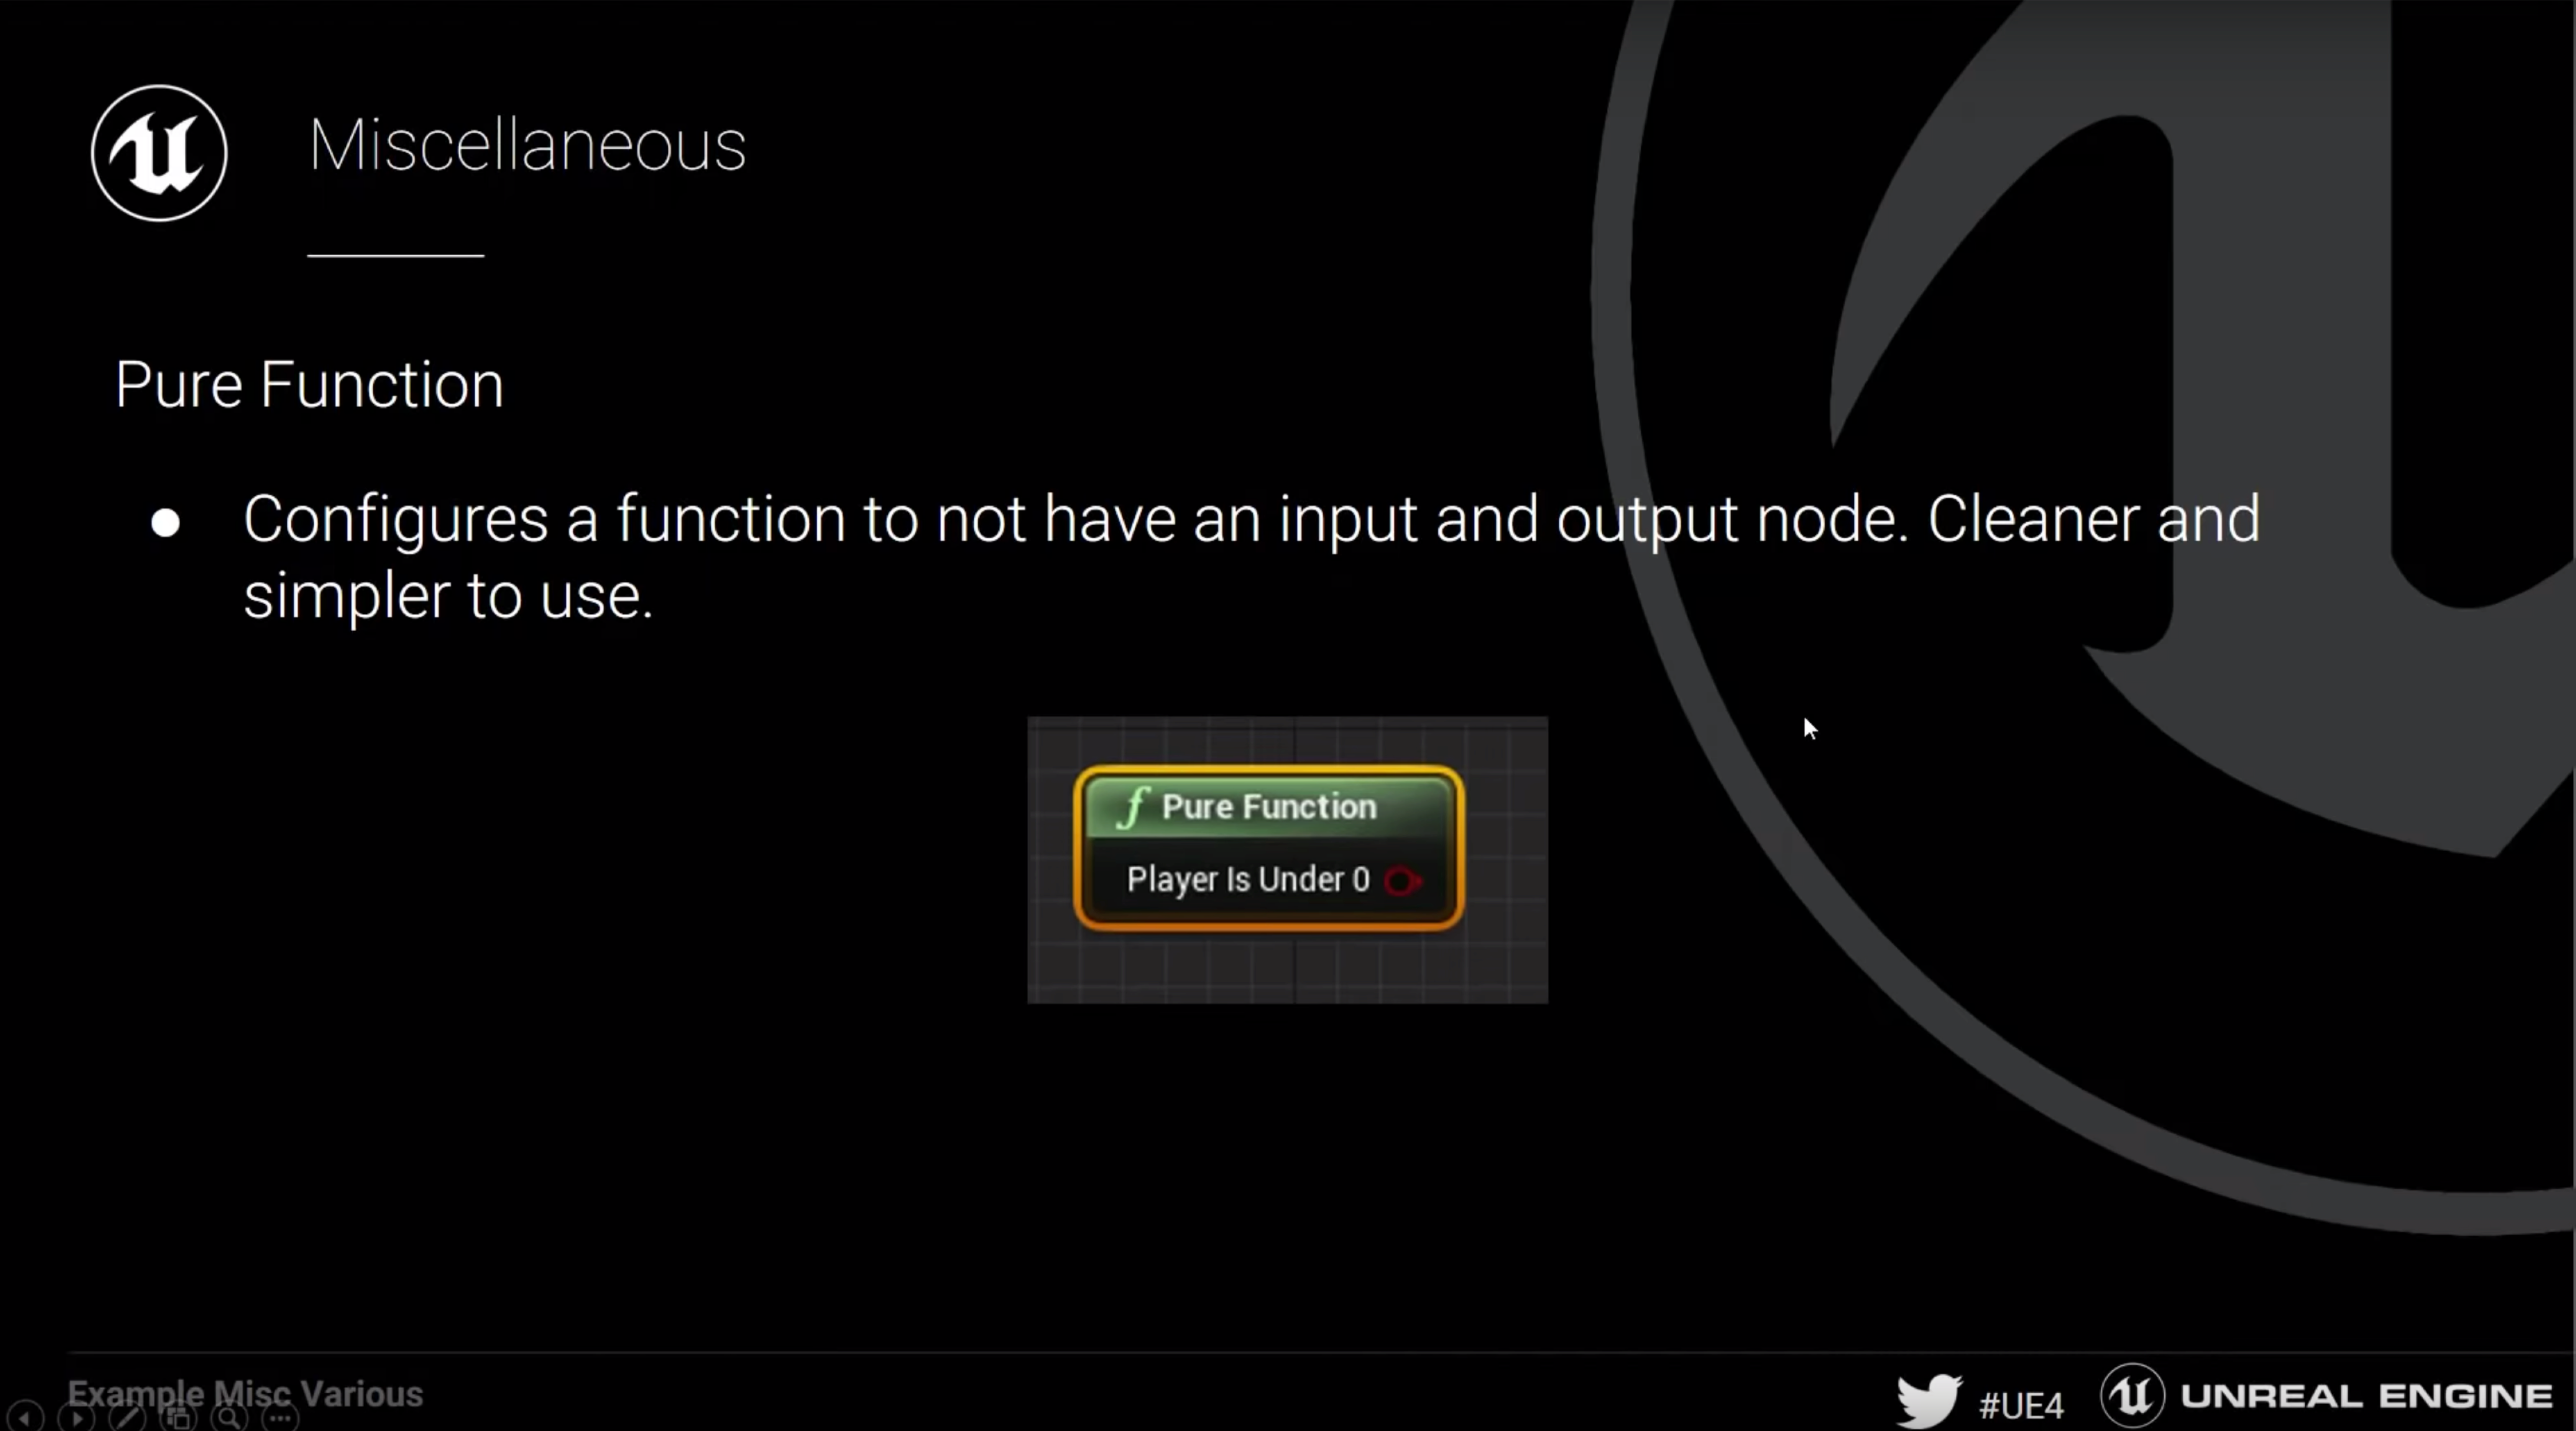 Miscellaneous
Pure Function
● Configures a function to not have an input and output node. Cleaner and
simpler to use.
f Pure Function
Player Is Under 0
Example Misc Various
#UE4
UNREAL ENGINE